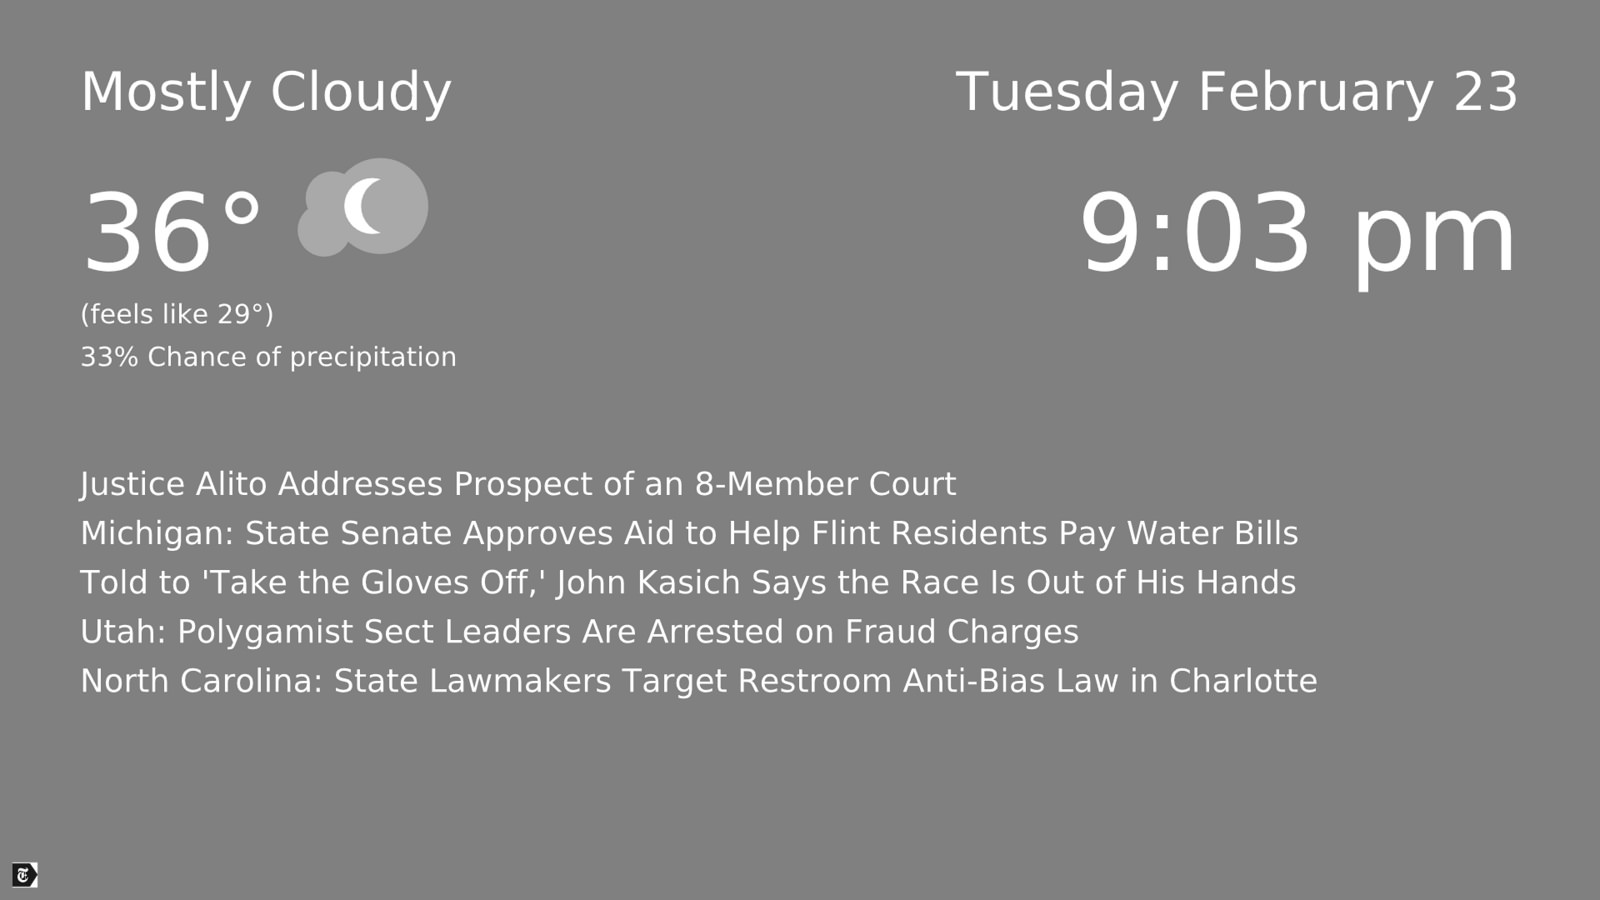 Mostly Cloudy
Tuesday February 23
36°
9:03 pm
(feels like 29°)
33% Chance of precipitation
Justice Alito Addresses Prospect of an 8-Member Court
Michigan: State Senate Approves Aid to Help Flint Residents Pay Water Bills
Told to 'Take the Gloves Off,' John Kasich Says the Race Is Out of His Hands
Utah: Polygamist Sect Leaders Are Arrested on Fraud Charges
North Carolina: State Lawmakers Target Restroom Anti-Bias Law in Charlotte
T